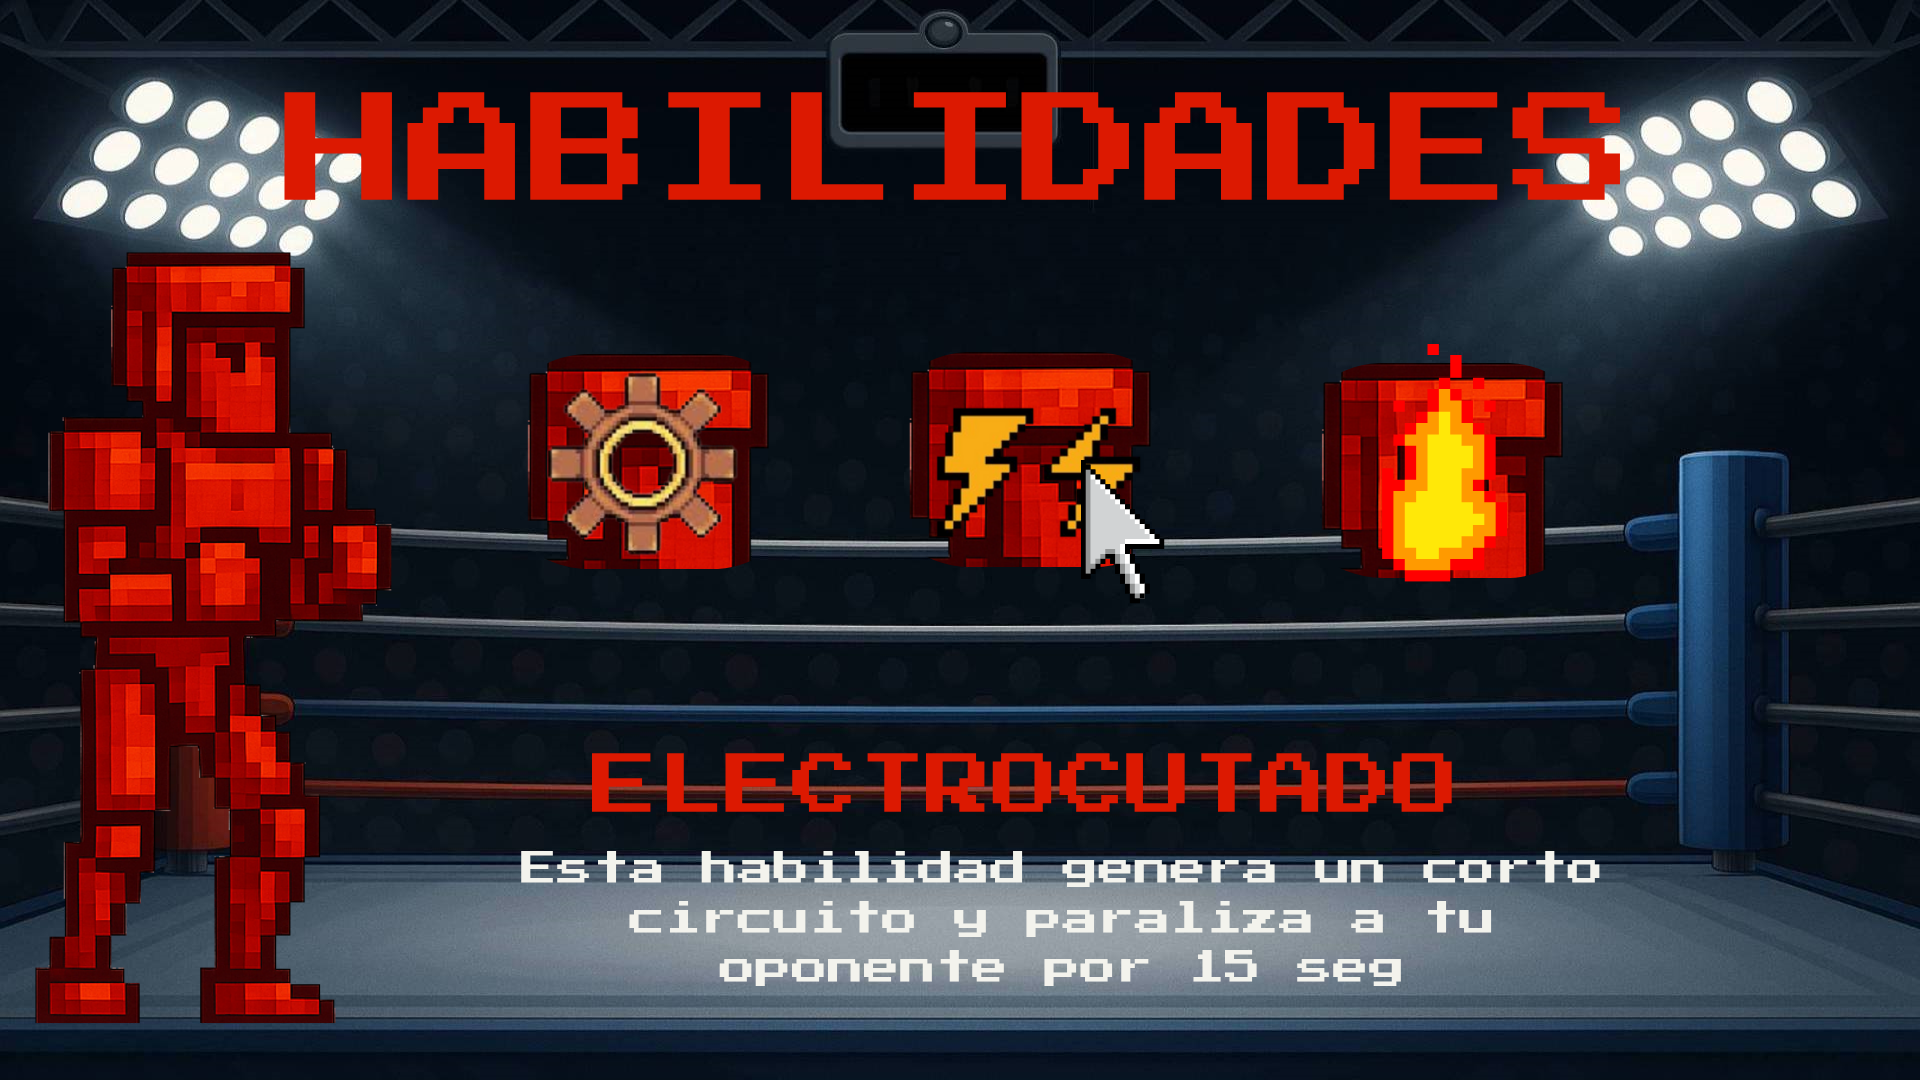 HABILIDADES
ELECTROCUTADO
Esta habilidad genera un corto
circuito y paraliza a tu
oponente por 15 seg